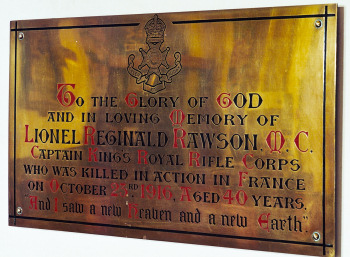 To the Glory of God
and in loving Memory of
Lionel Reginald Rawson, M.C.
Captain King's Royal Rifle Corps
who was killed in action in France
on October 23RD 1916, Aged 40 years.
"And I saw a new Heaven and a new Earth"